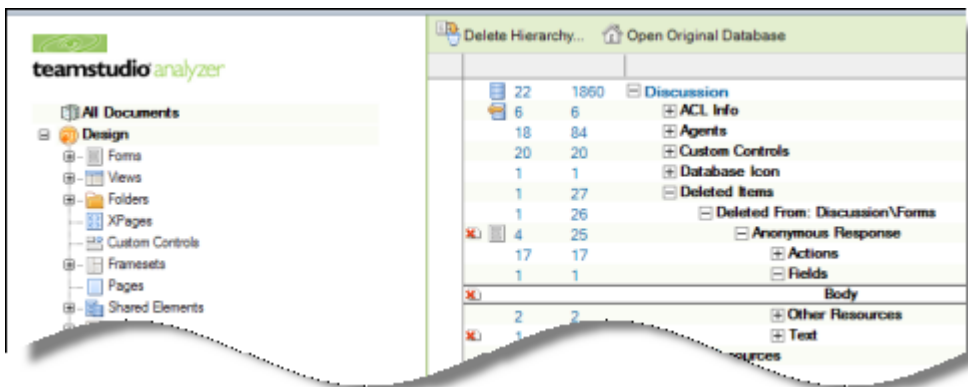 Delete Hierarchy... Open Original Database
teamstudio analyzer
All Documents
Design
Forms
Views
Folders
XPages
Custom Controls
Framesets
Pages
Shared Elements
22 1860 Discussion
6 6 ACL Info
18 84 Agents
20 20 Custom Controls
1 1 Database Icon
1 27 Deleted Items
1 26 Deleted From: Discussion\Forms
4 25 Anonymous Response
17 17 Actions
1 1 Fields
Body
2 2 Other Resources
1 Text